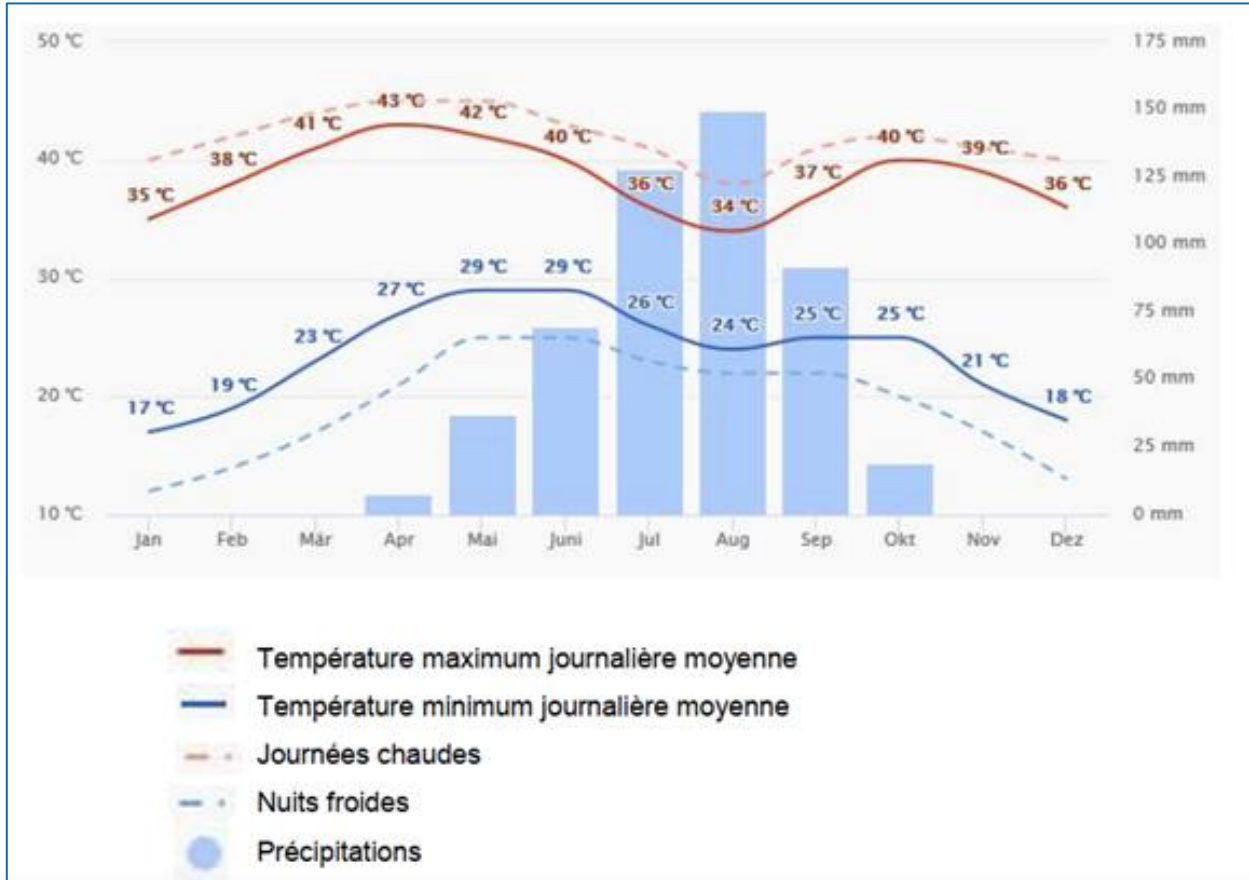 50 °C 175 mm
43 °C
42 °C
41 °C
40 °C
40 °C
39 °C
150 mm
38 °C
40 °C
37 °C
36 °C
36 °C
35 °C
34 °C
125 mm
100 mm
30 °C
29 °C 29 °C
27 °C
26 °C
25 °C 25 °C
24 °C
23 °C
75 mm
21 °C
20 °C
19 °C
18 °C
17 °C
50 mm
25 mm
10 °C 0 mm
Jan Feb Mär Apr Mai Juni Jul Aug Sep Okt Nov Dez
Température maximum journalière moyenne
Température minimum journalière moyenne
Journées chaudes
Nuits froides
Précipitations